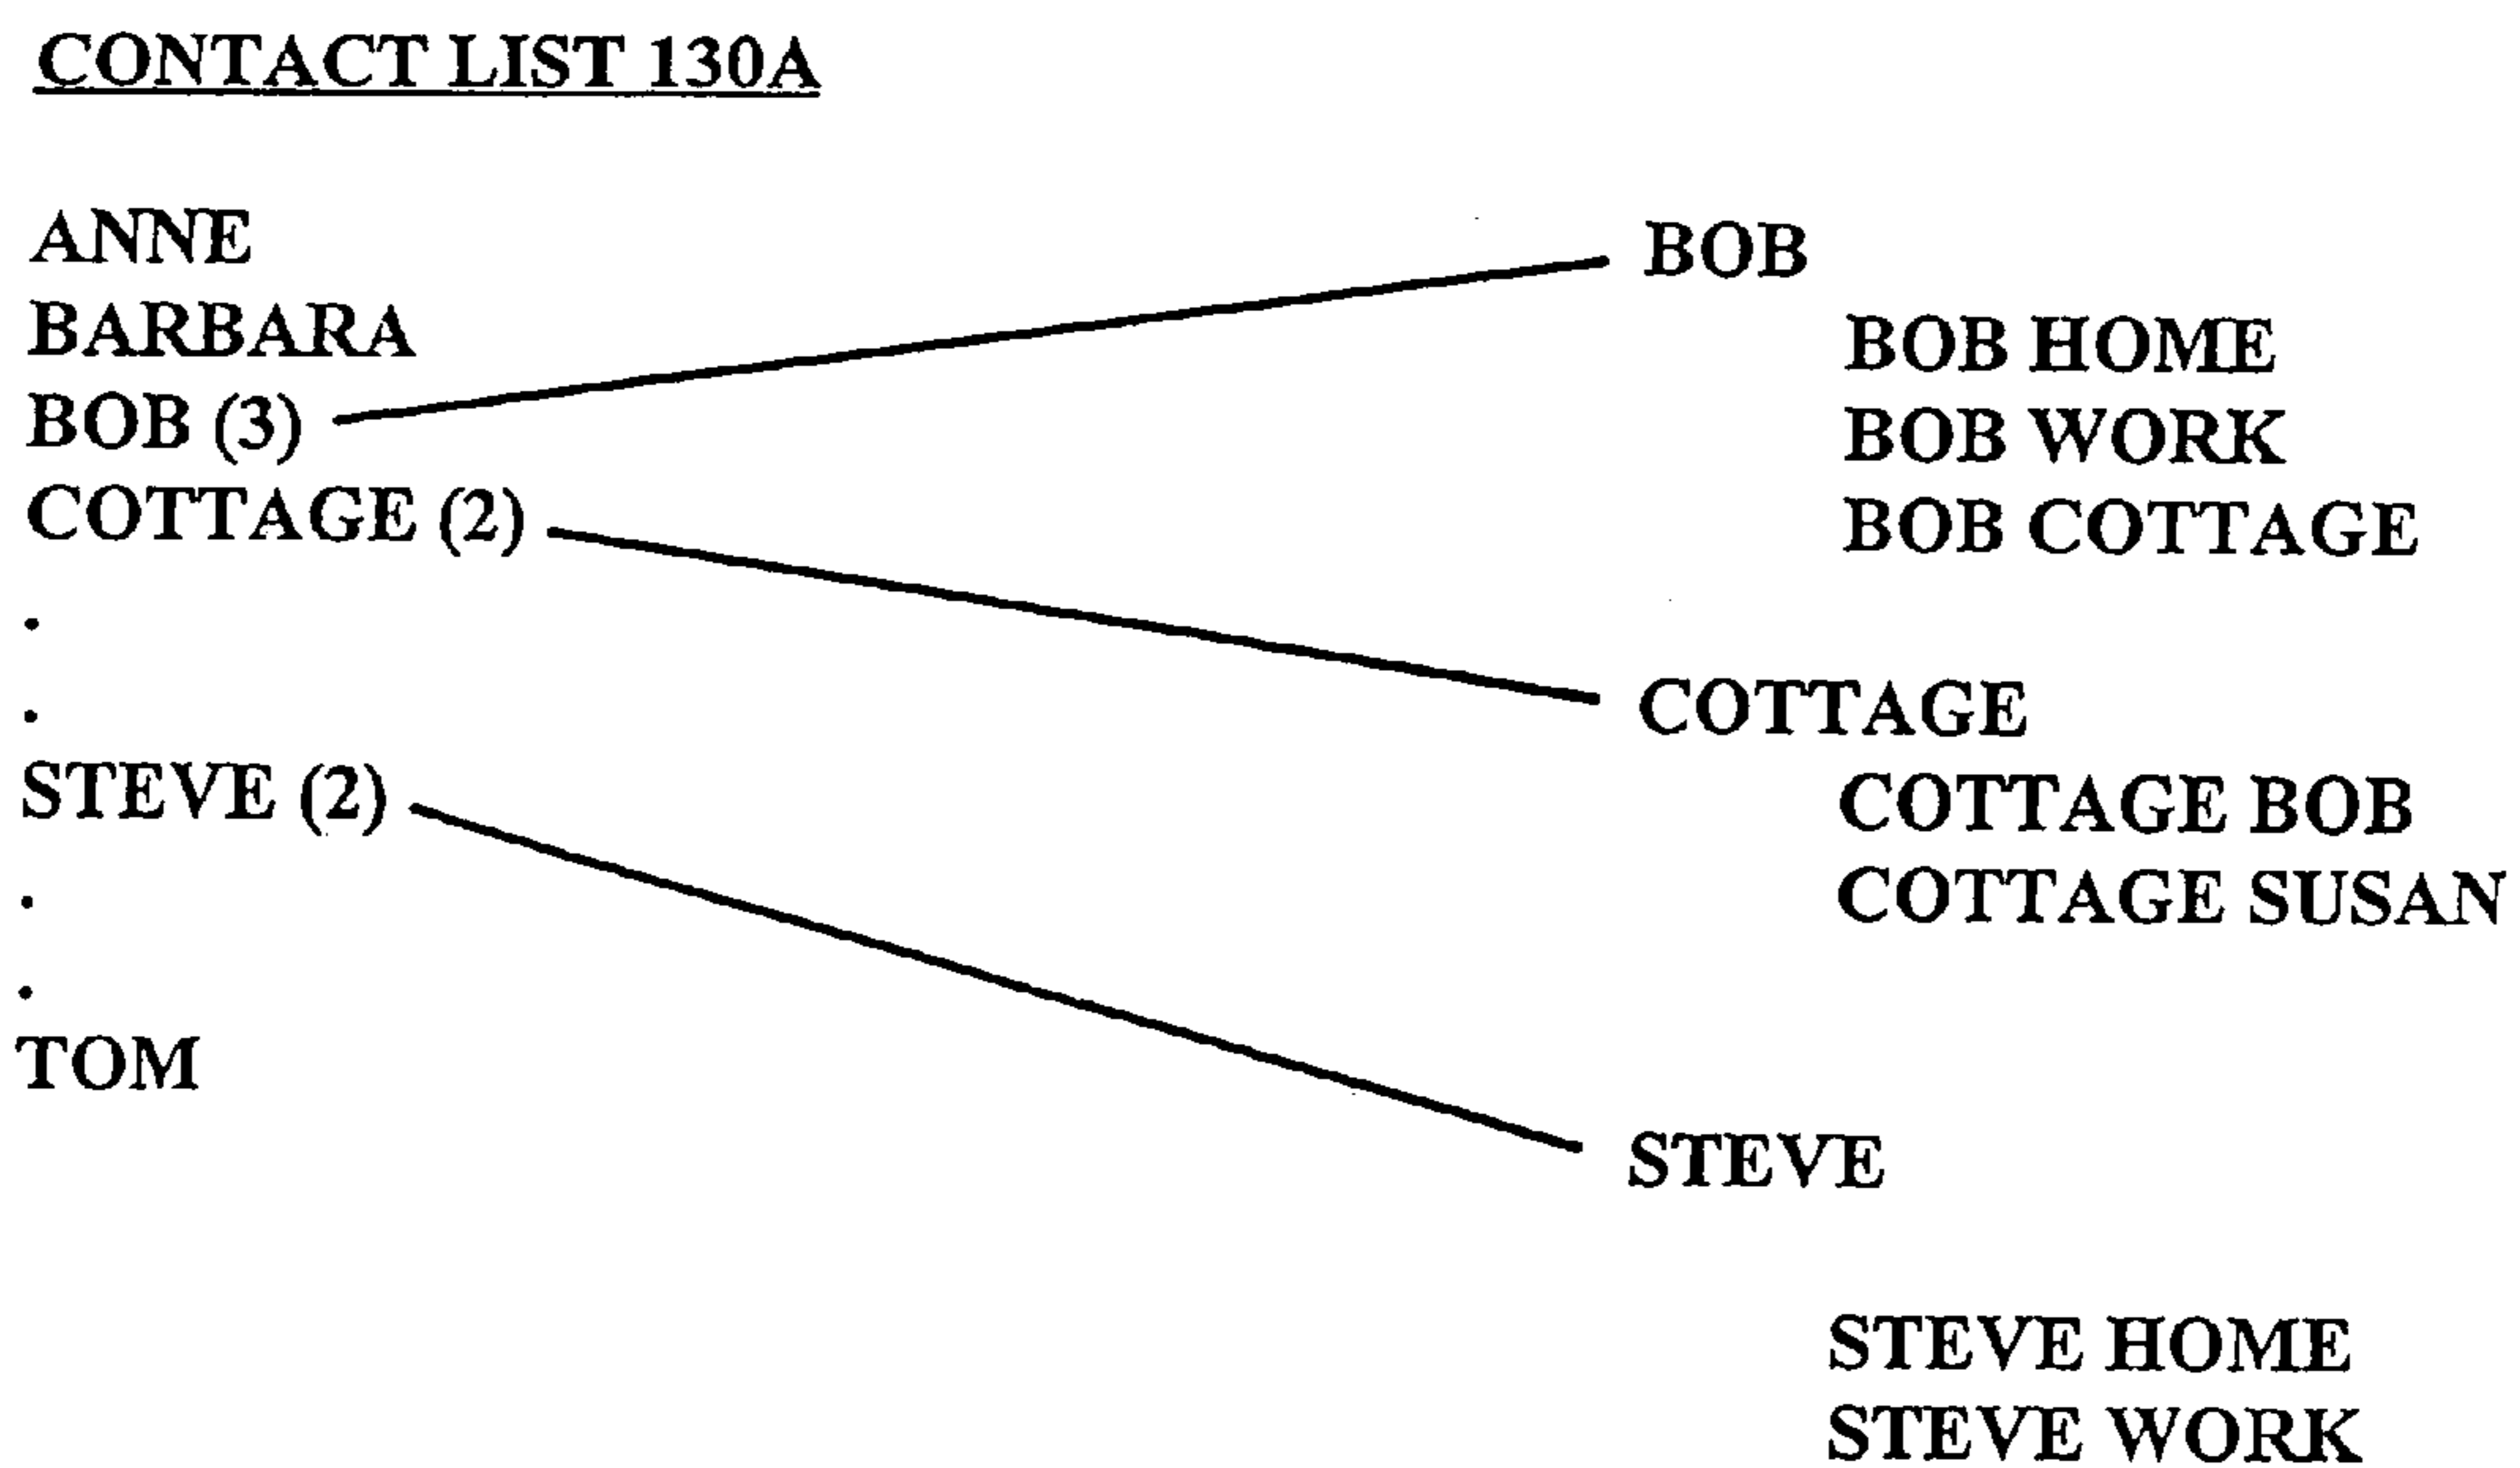 CONTACT LIST 130A
ANNE
BARBARA
BOB (3)
COTTAGE (2)
.
.
STEVE (2)
.
.
TOM
BOB
BOB HOME
BOB WORK
BOB COTTAGE
COTTAGE
COTTAGE BOB
COTTAGE SUSAN
STEVE
STEVE HOME
STEVE WORK